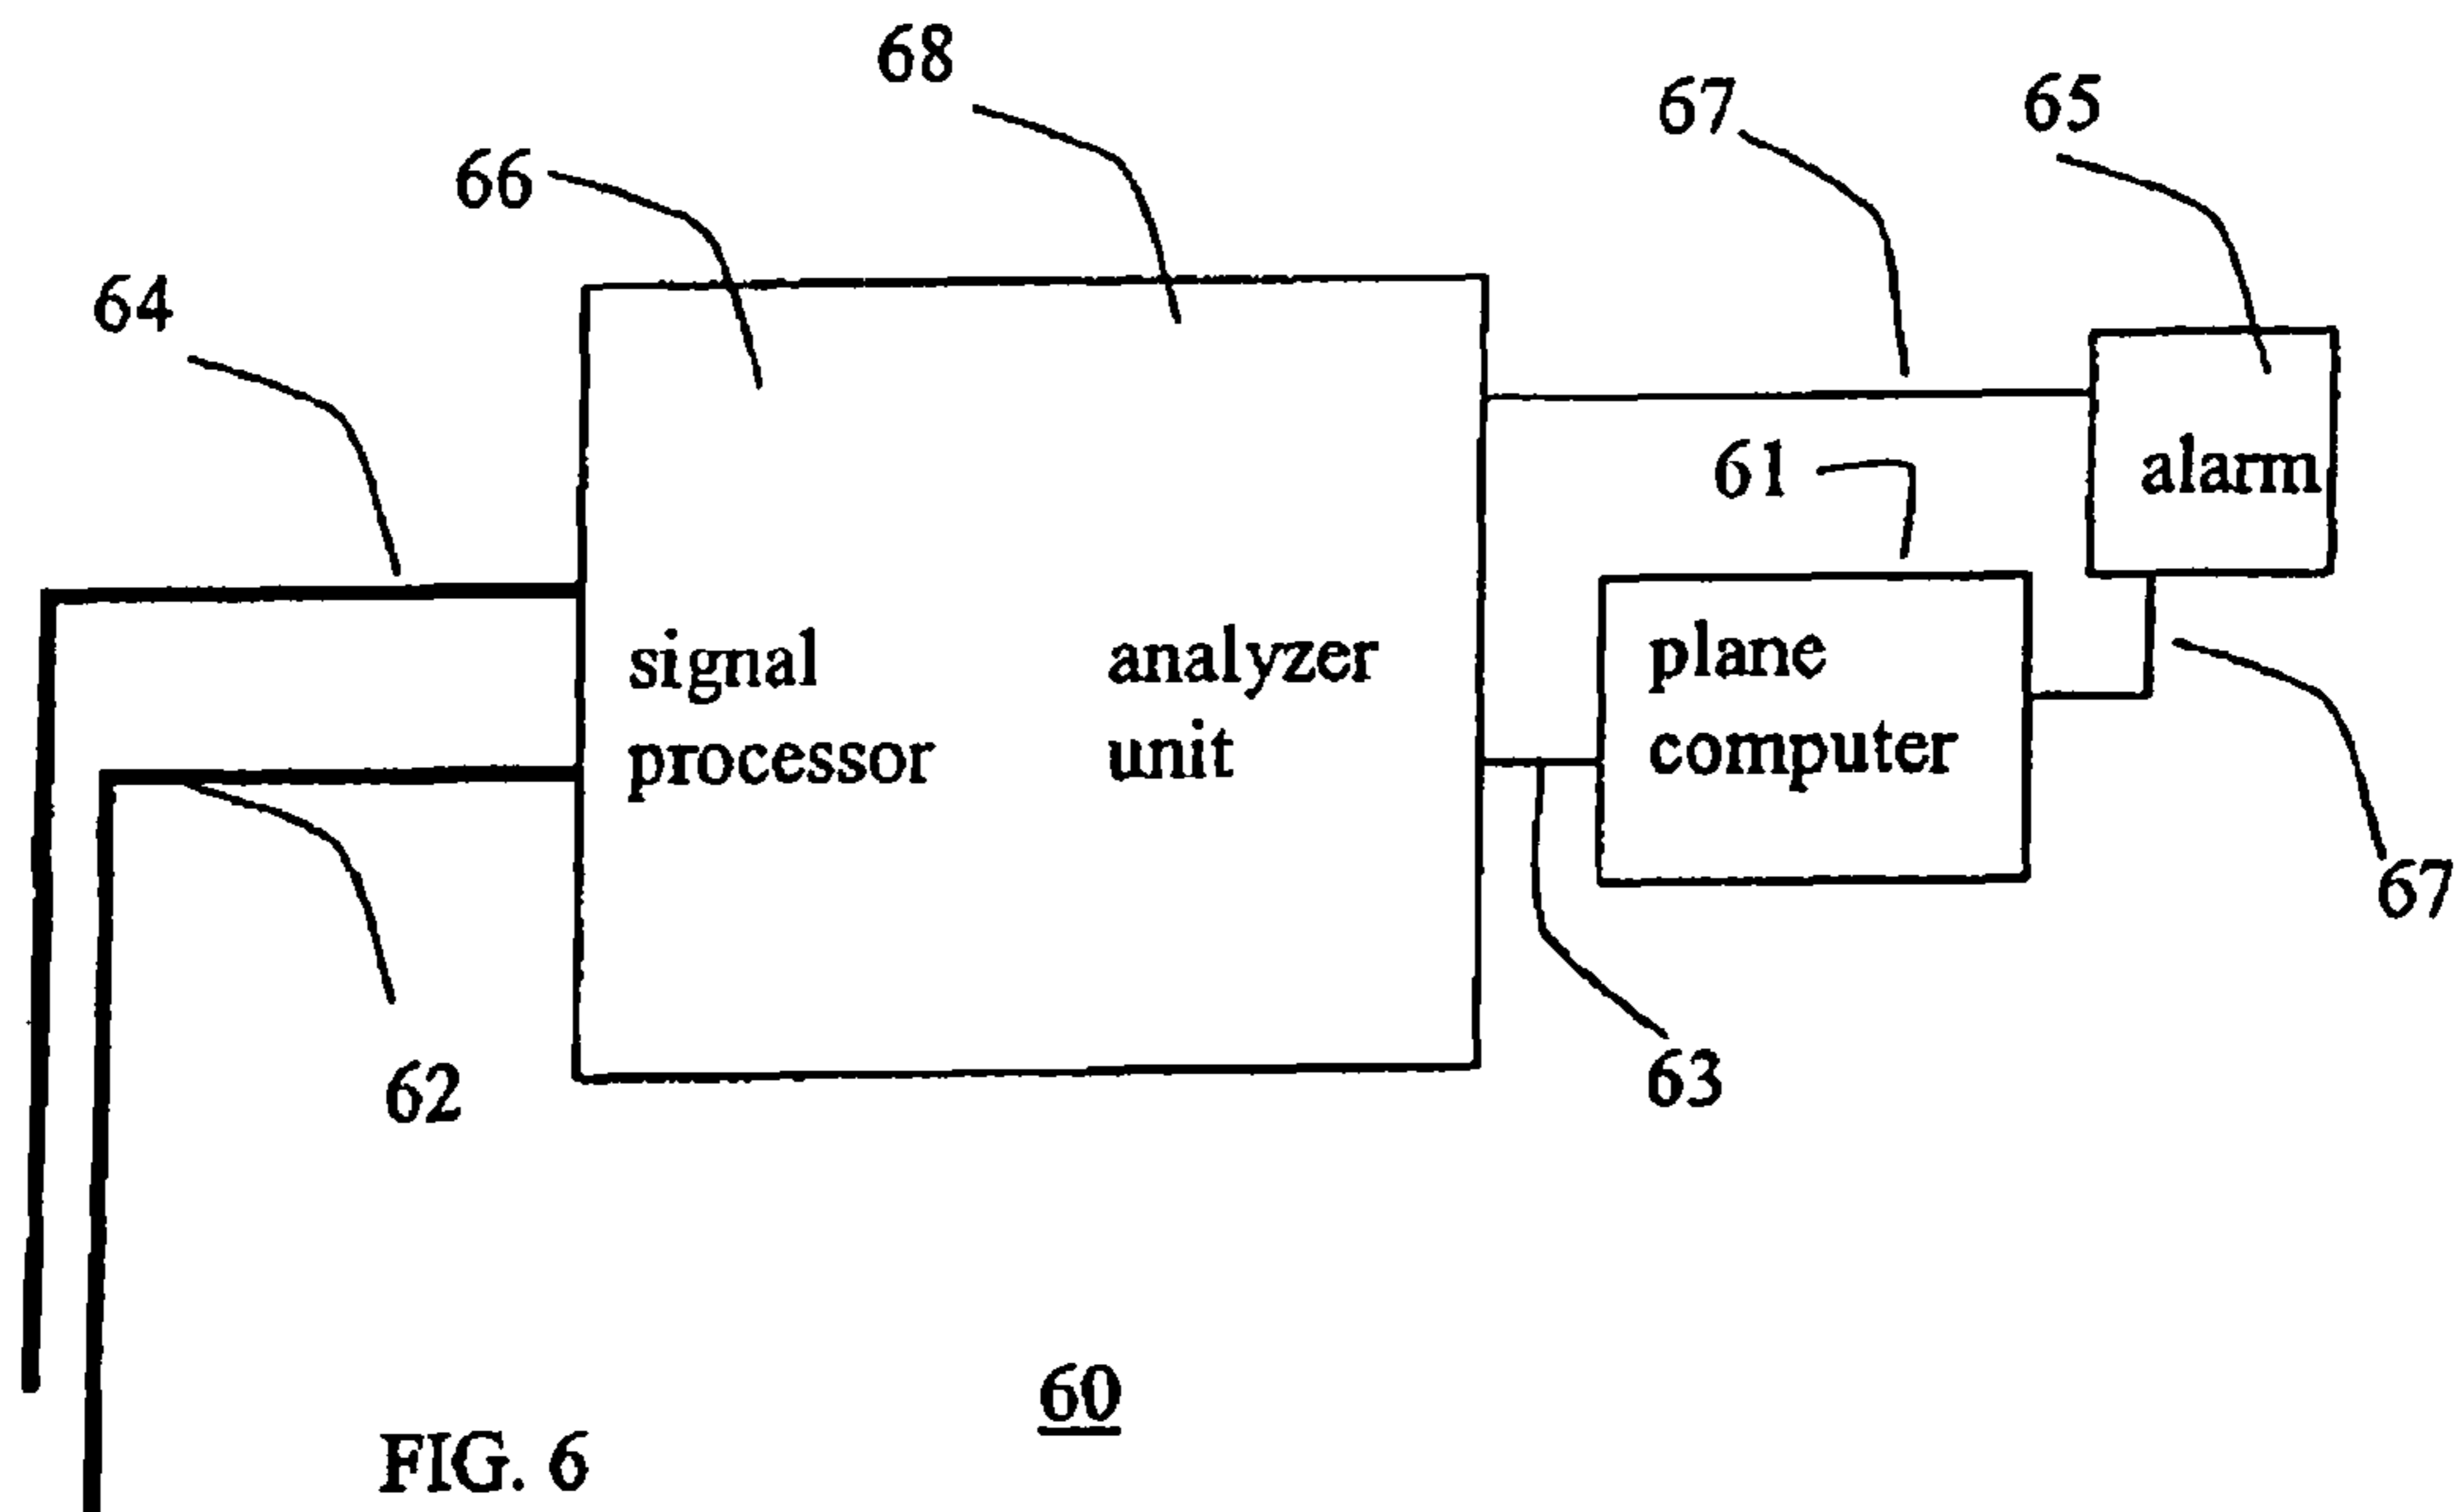 68
67
65
66
64
61
alarm
signal
processor
analyzer
unit
plane
computer
67
62
63
60
FIG. 6